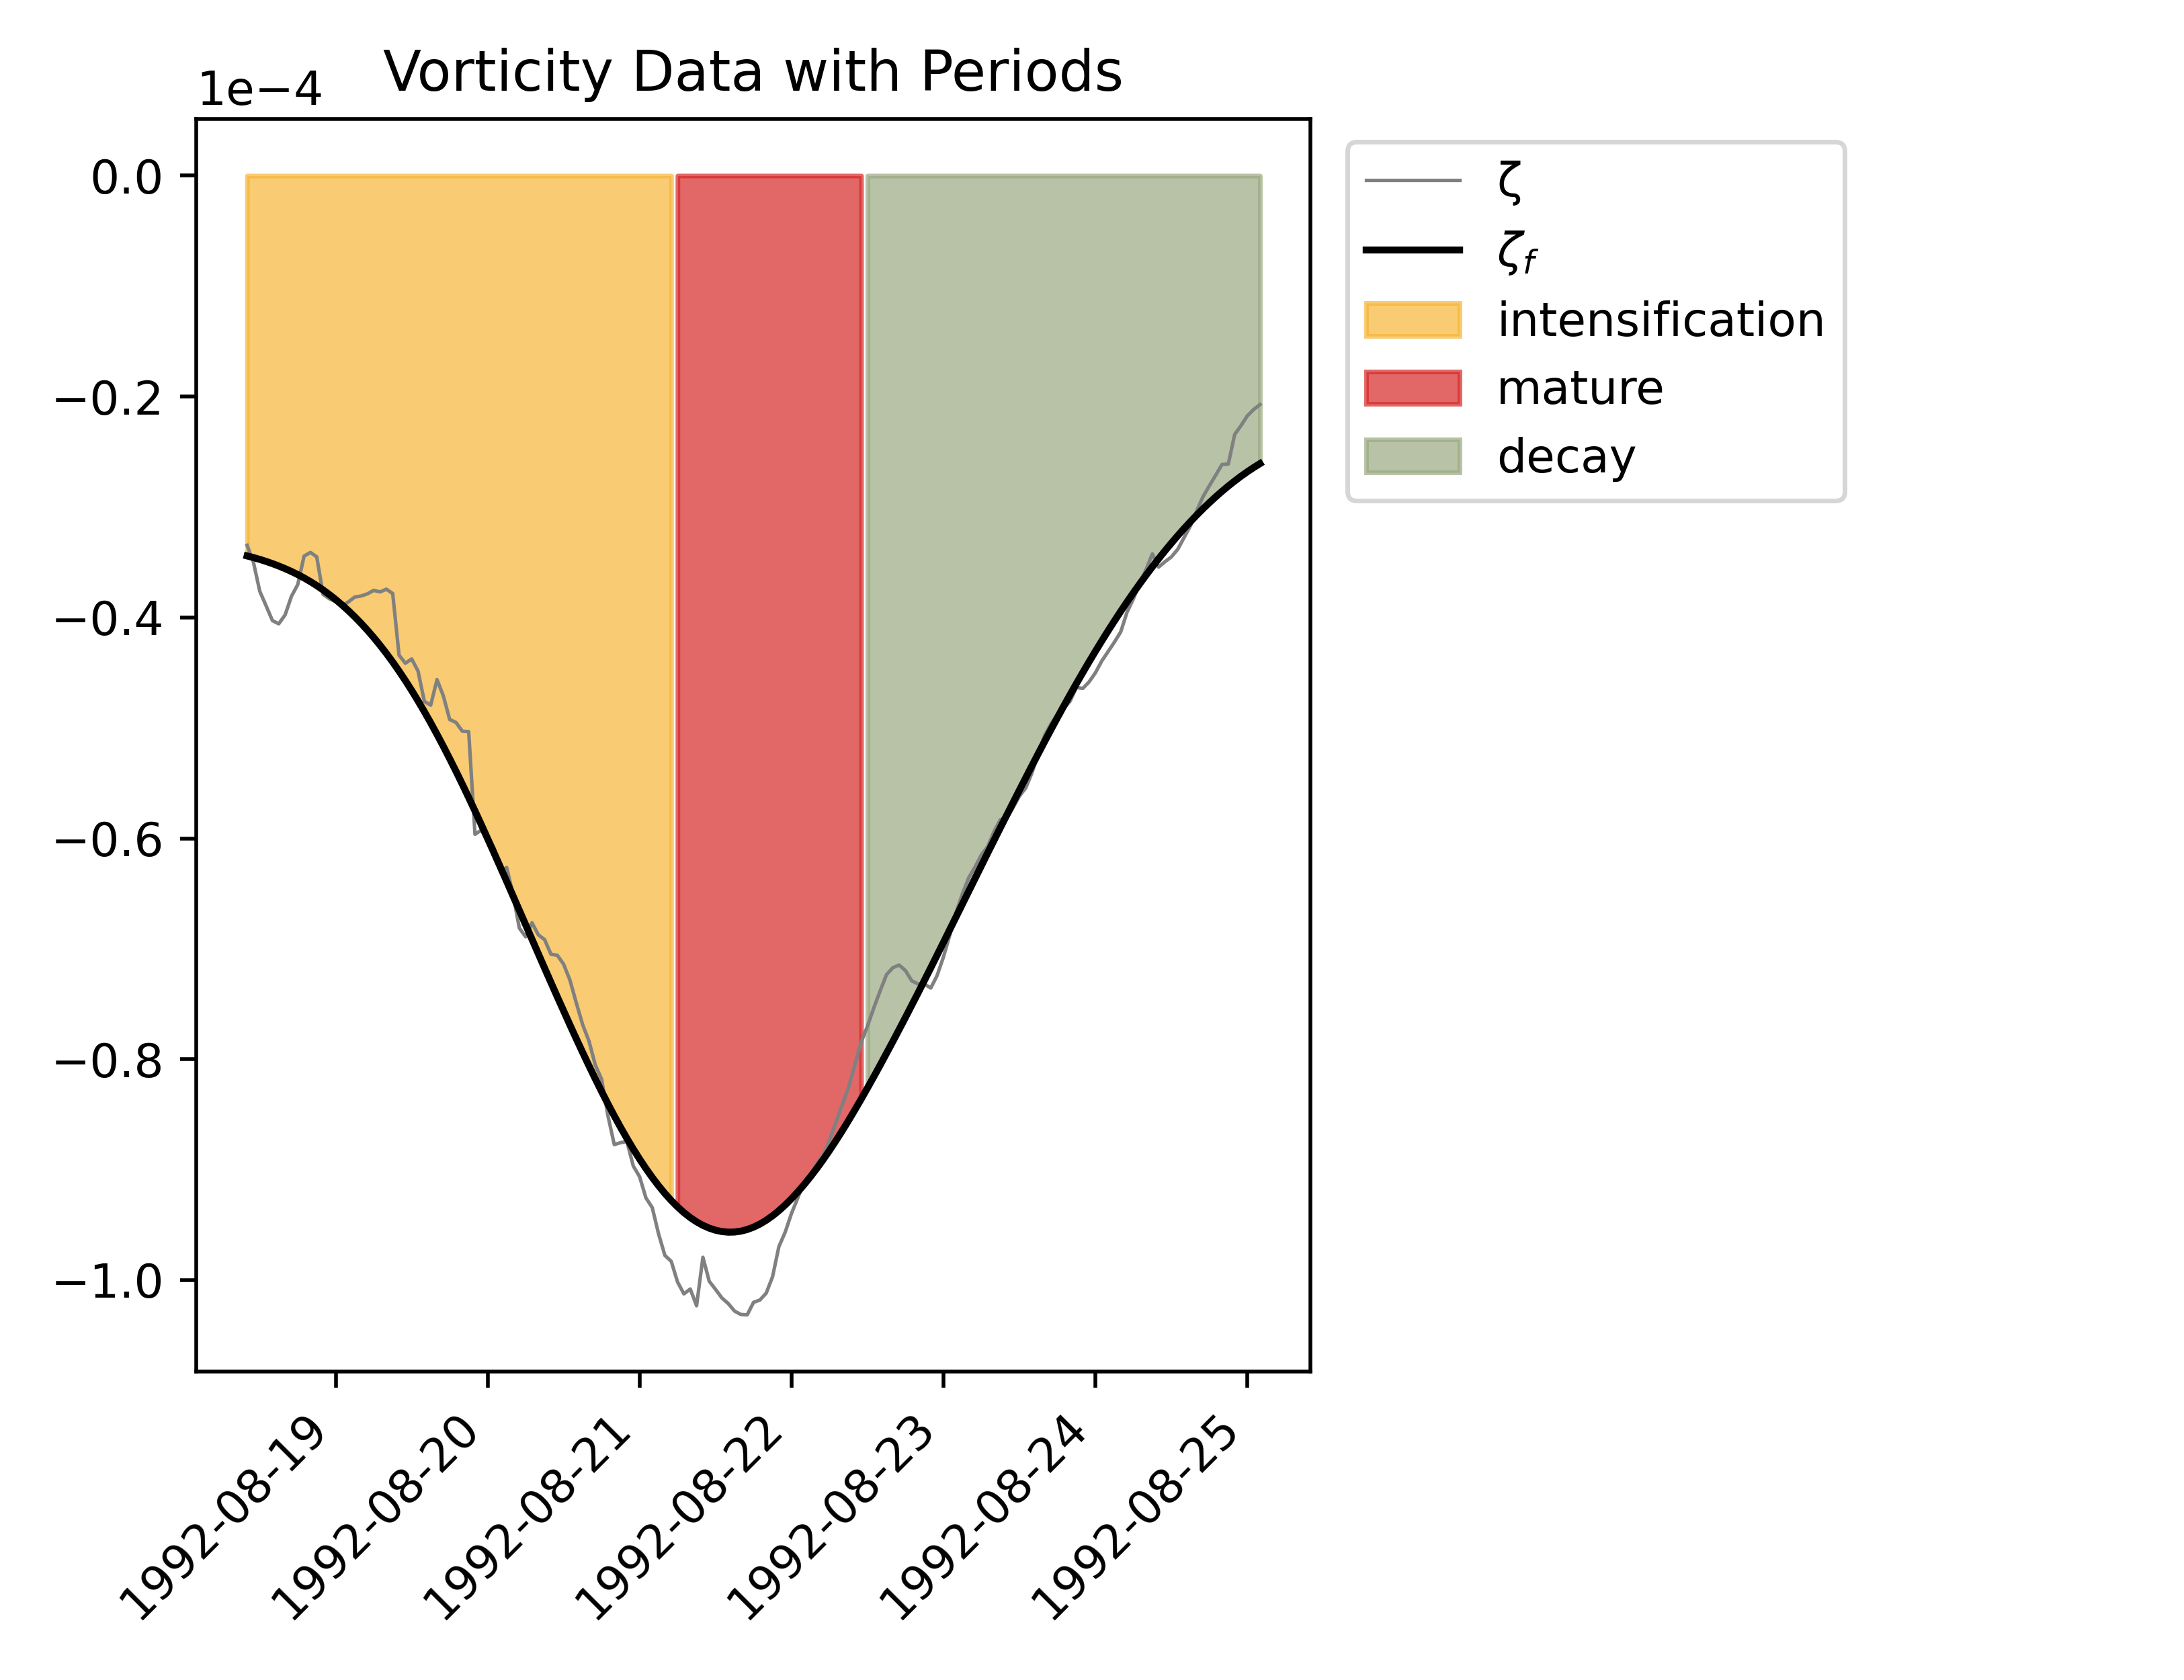 Vorticity Data with Periods
1e−4
0.0
−0.2
−0.4
−0.6
−0.8
−1.0
1992-08-19
1992-08-20
1992-08-21
1992-08-22
1992-08-23
1992-08-24
1992-08-25
ζ
ζf
intensification
mature
decay